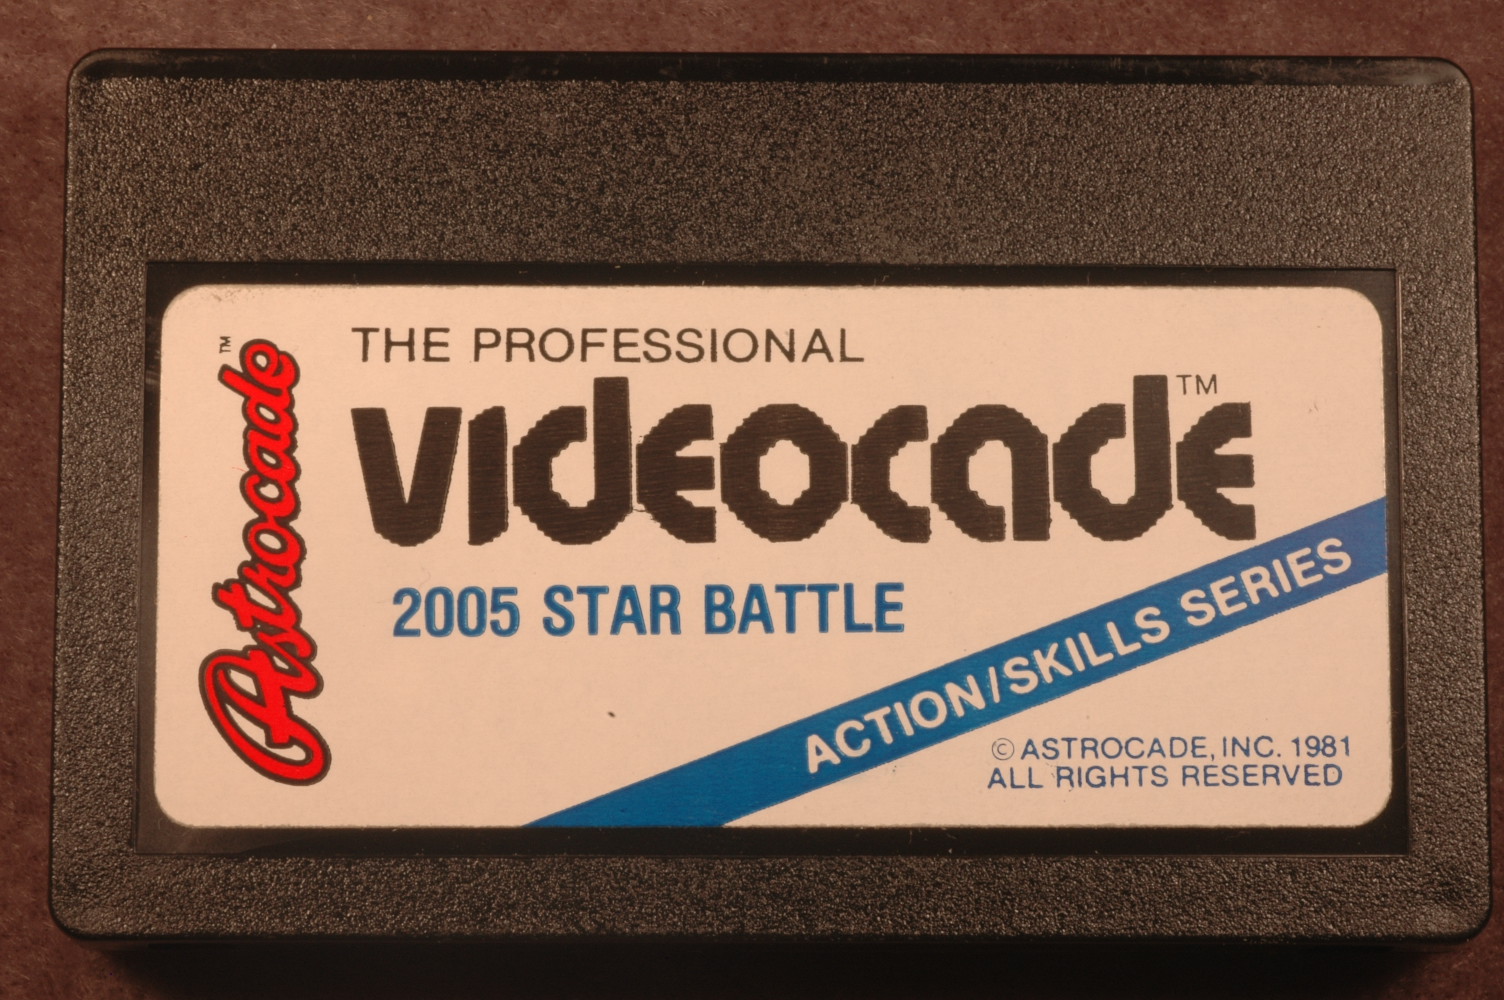 Astrocade™
THE PROFESSIONAL
VIDEOCADE™
2005 STAR BATTLE
ACTION/SKILLS SERIES
© ASTROCADE, INC. 1981
ALL RIGHTS RESERVED